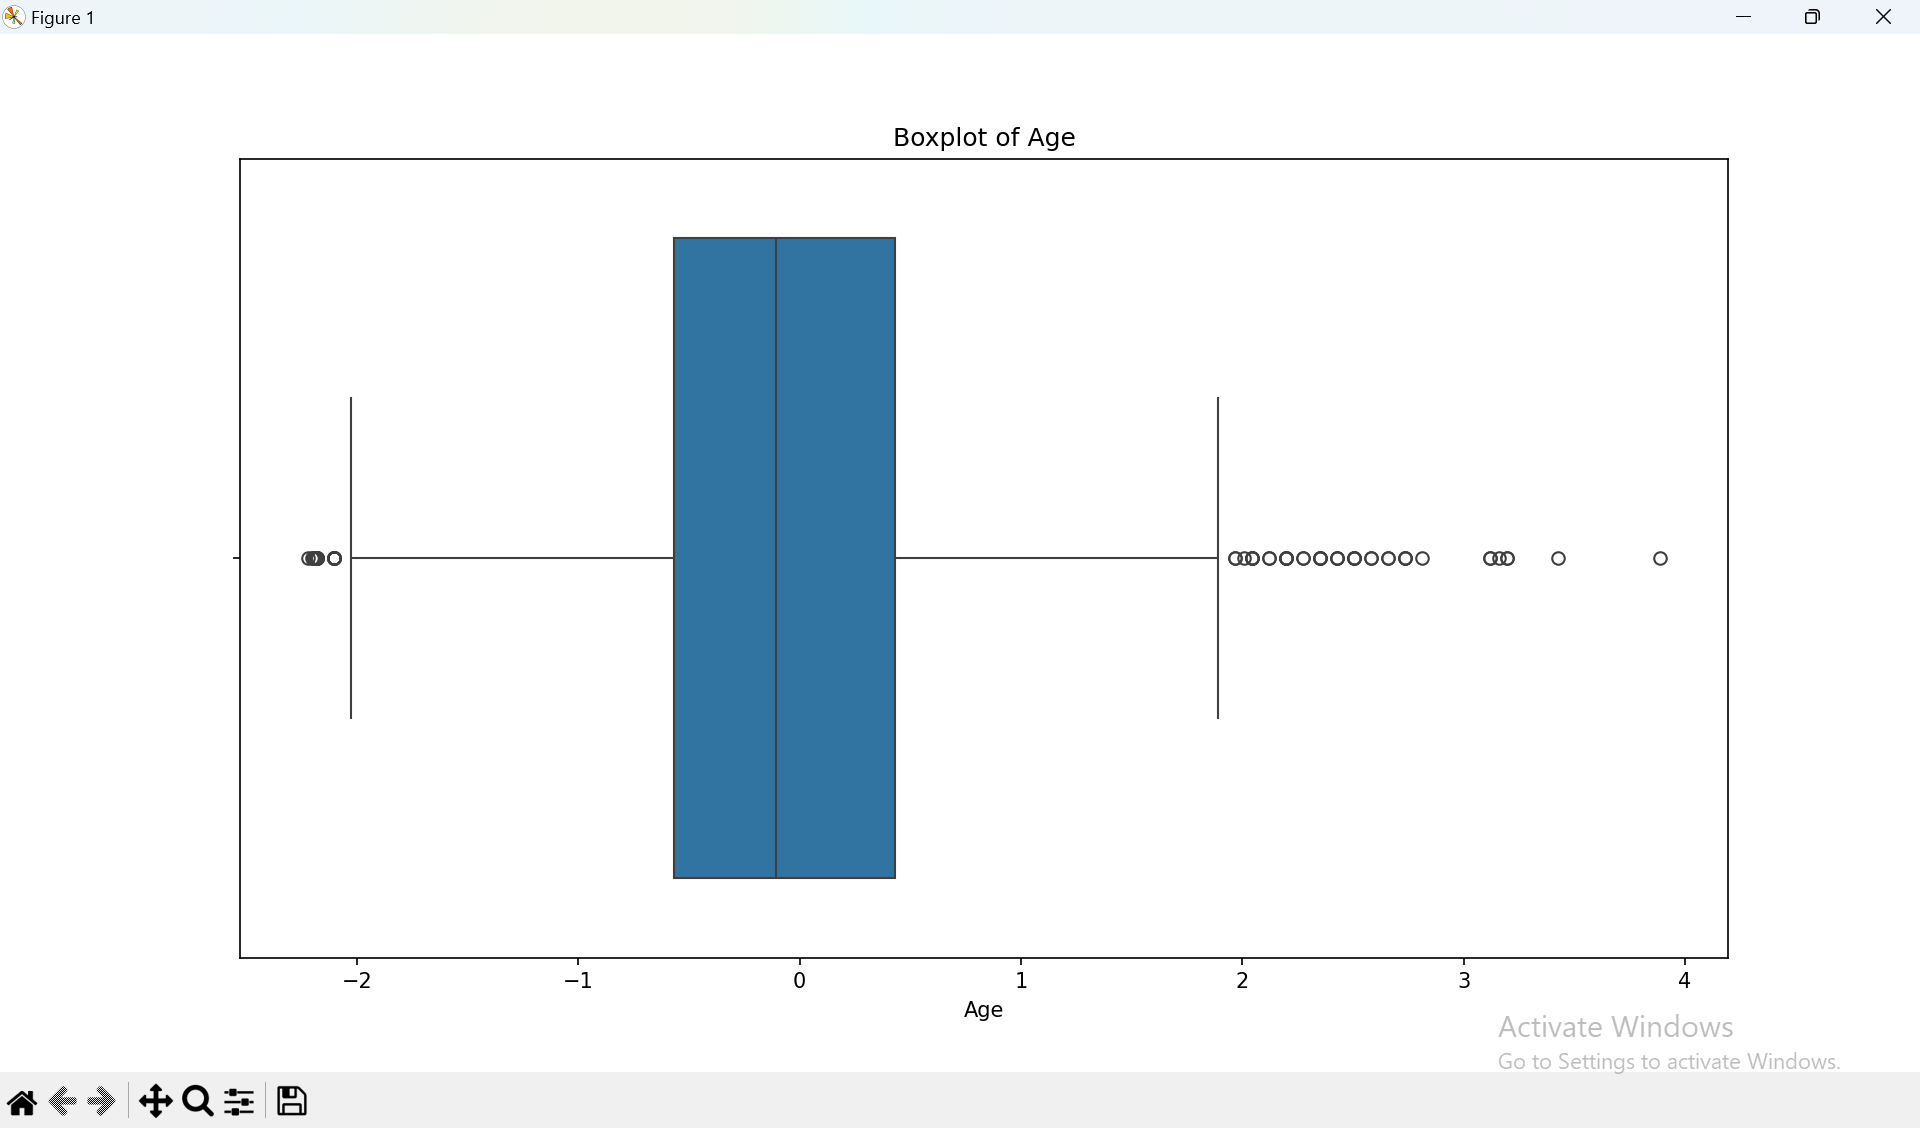 Figure 1
Boxplot of Age
−2 −1 0 1 2 3 4
Age
Activate Windows
Go to Settings to activate Windows.